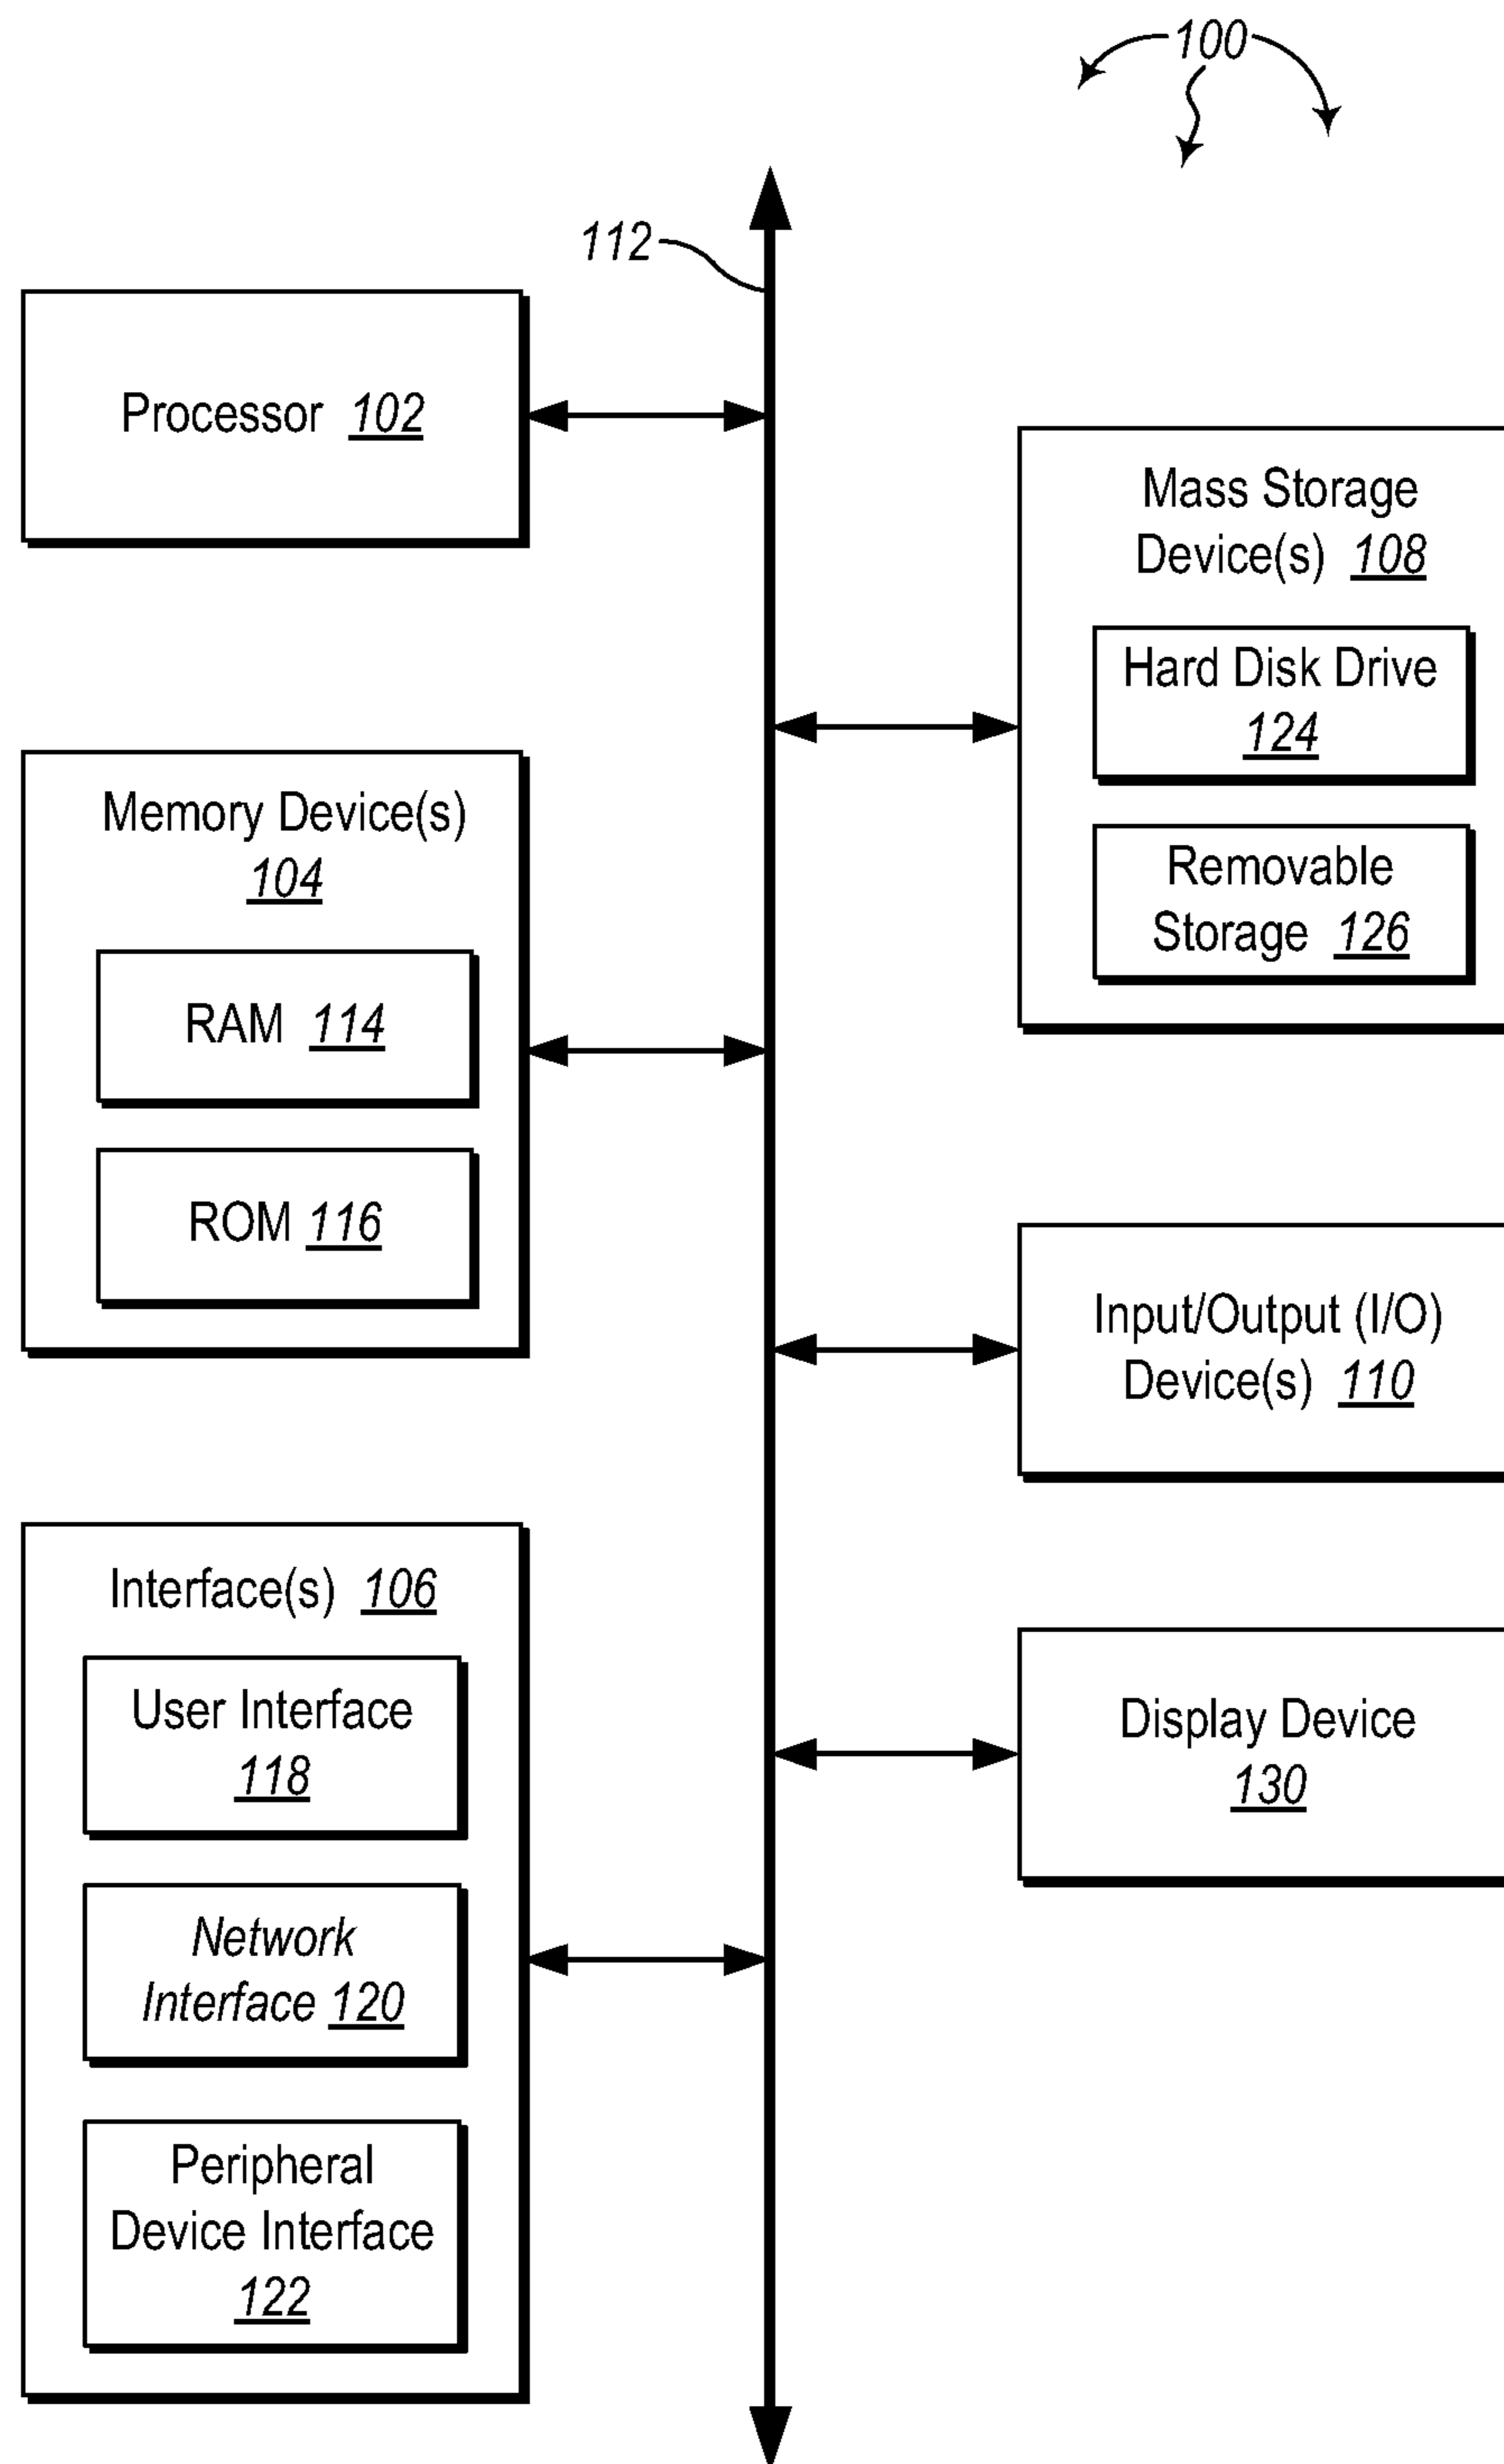 100
112
Processor 102
Mass Storage
Device(s) 108
Hard Disk Drive
124
Removable
Storage 126
Memory Device(s)
104
RAM 114
ROM 116
Input/Output (I/O)
Device(s) 110
Interface(s) 106
User Interface
118
Network
Interface 120
Peripheral
Device Interface
122
Display Device
130